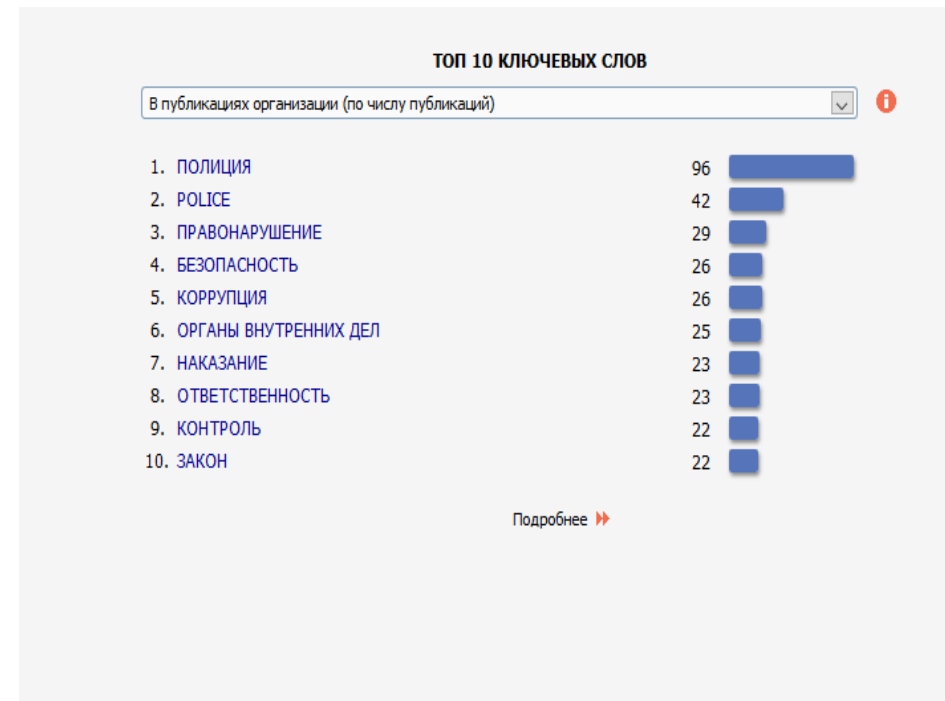 ТОП 10 КЛЮЧЕВЫХ СЛОВ
В публикациях организации (по числу публикаций)
1. ПОЛИЦИЯ 96
2. POLICE 42
3. ПРАВОНАРУШЕНИЕ 29
4. БЕЗОПАСНОСТЬ 26
5. КОРРУПЦИЯ 26
6. ОРГАНЫ ВНУТРЕННИХ ДЕЛ 25
7. НАКАЗАНИЕ 23
8. ОТВЕТСТВЕННОСТЬ 23
9. КОНТРОЛЬ 22
10. ЗАКОН 22
Подробнее